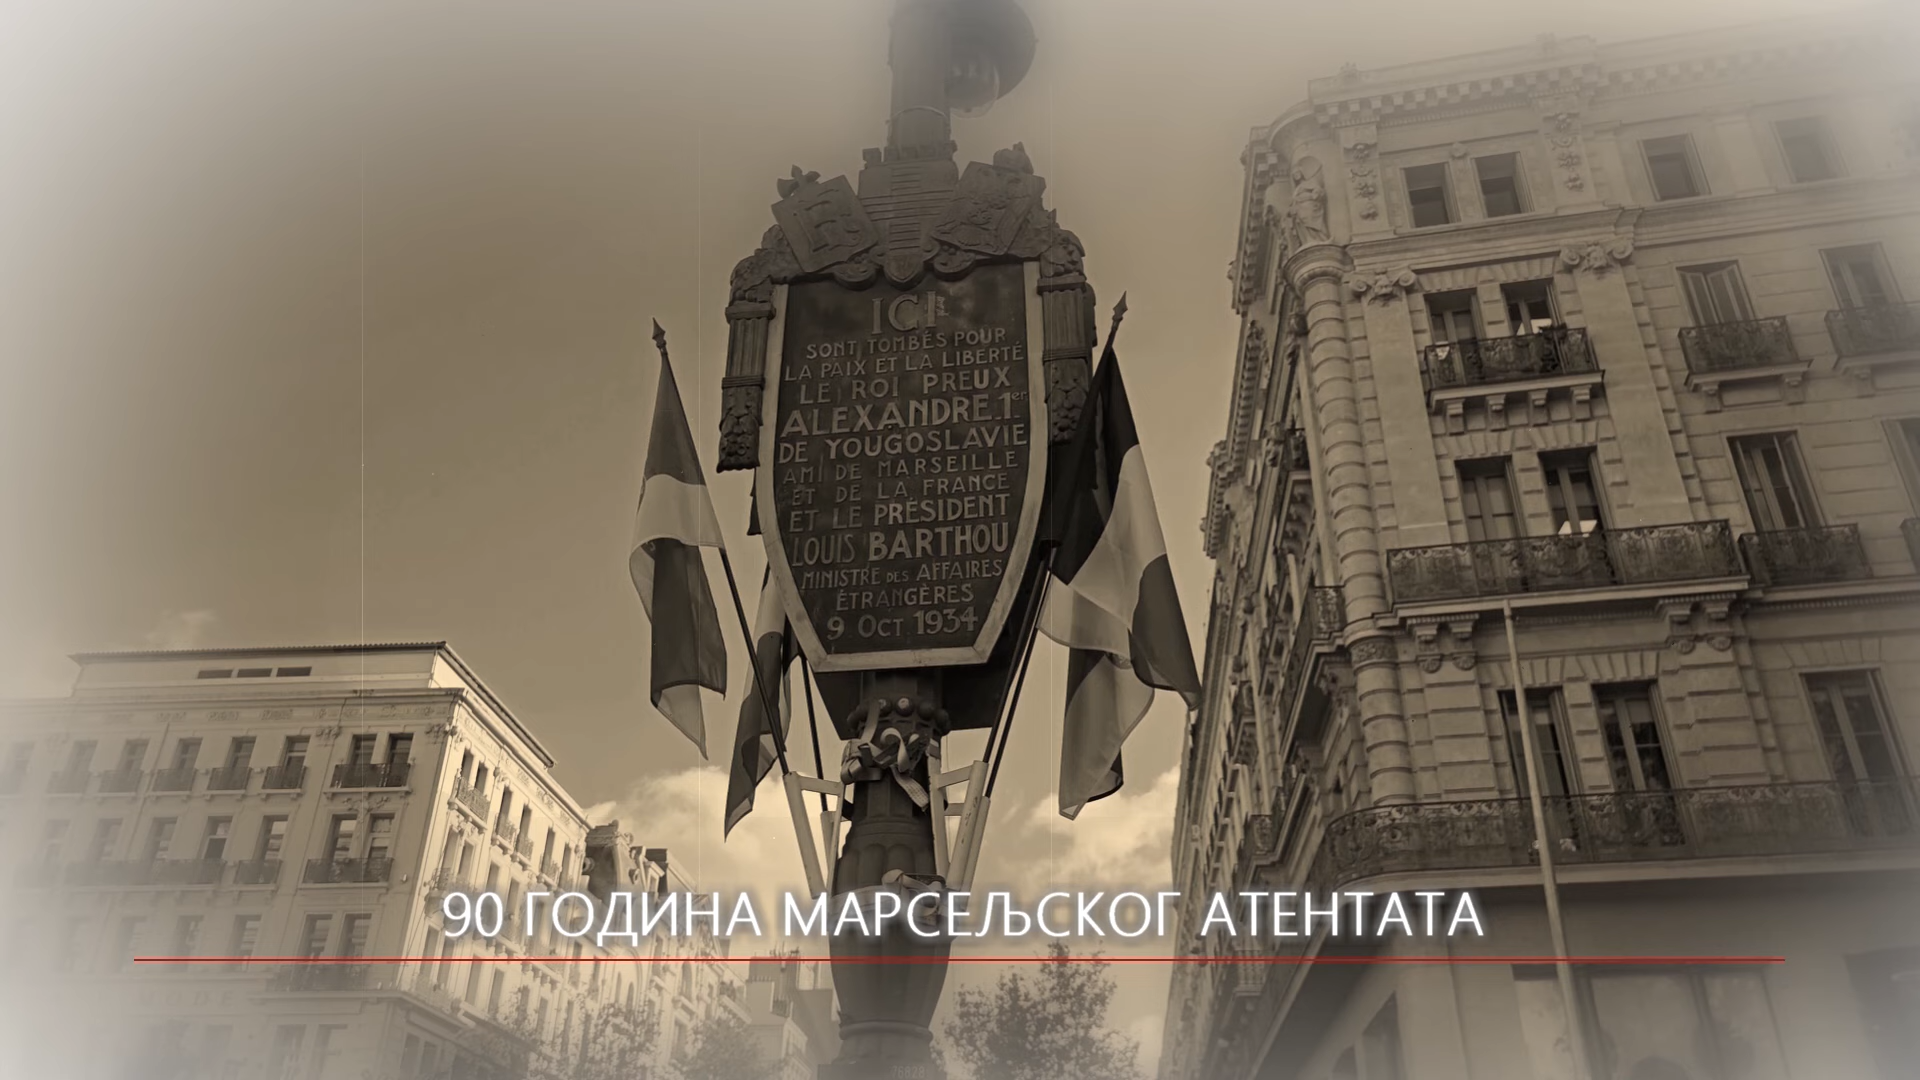 ICI
SONT TOMBÉS POUR
LA PAIX ET LA LIBERTÉ
LE ROI PREUX
ALEXANDRE 1er
DE YOUGOSLAVIE
AMI DE MARSEILLE
ET DE LA FRANCE
ET LE PRÉSIDENT
LOUIS BARTHOU
MINISTRE DES AFFAIRES
ÉTRANGÈRES
9 OCT. 1934
90 ГОДИНА МАРСЕЉСКОГ АТЕНТАТА